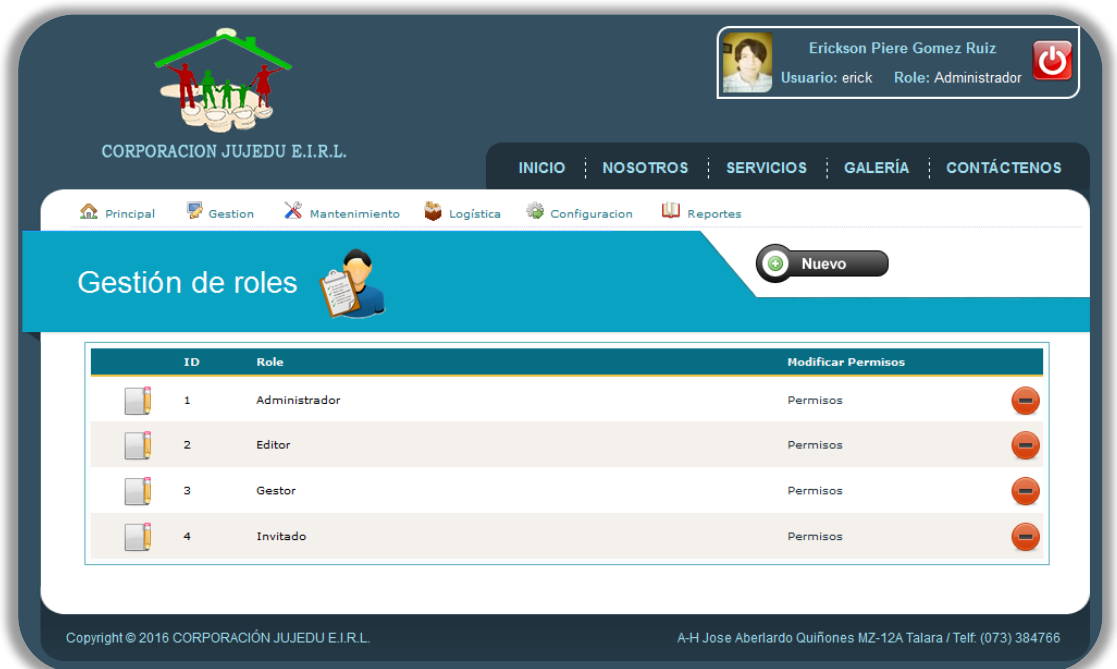 CORPORACION JUJEDU E.I.R.L.
Erickson Piere Gomez Ruiz
Usuario: erick Role: Administrador
INICIO NOSOTROS SERVICIOS GALERÍA CONTÁCTENOS
Principal Gestion Mantenimiento Logística Configuracion Reportes
Gestión de roles
Nuevo
ID Role Modificar Permisos
1 Administrador Permisos
2 Editor Permisos
3 Gestor Permisos
4 Invitado Permisos
Copyright © 2016 CORPORACIÓN JUJEDU E.I.R.L. A-H Jose Aberlardo Quiñones MZ-12A Talara / Telf: (073) 384766